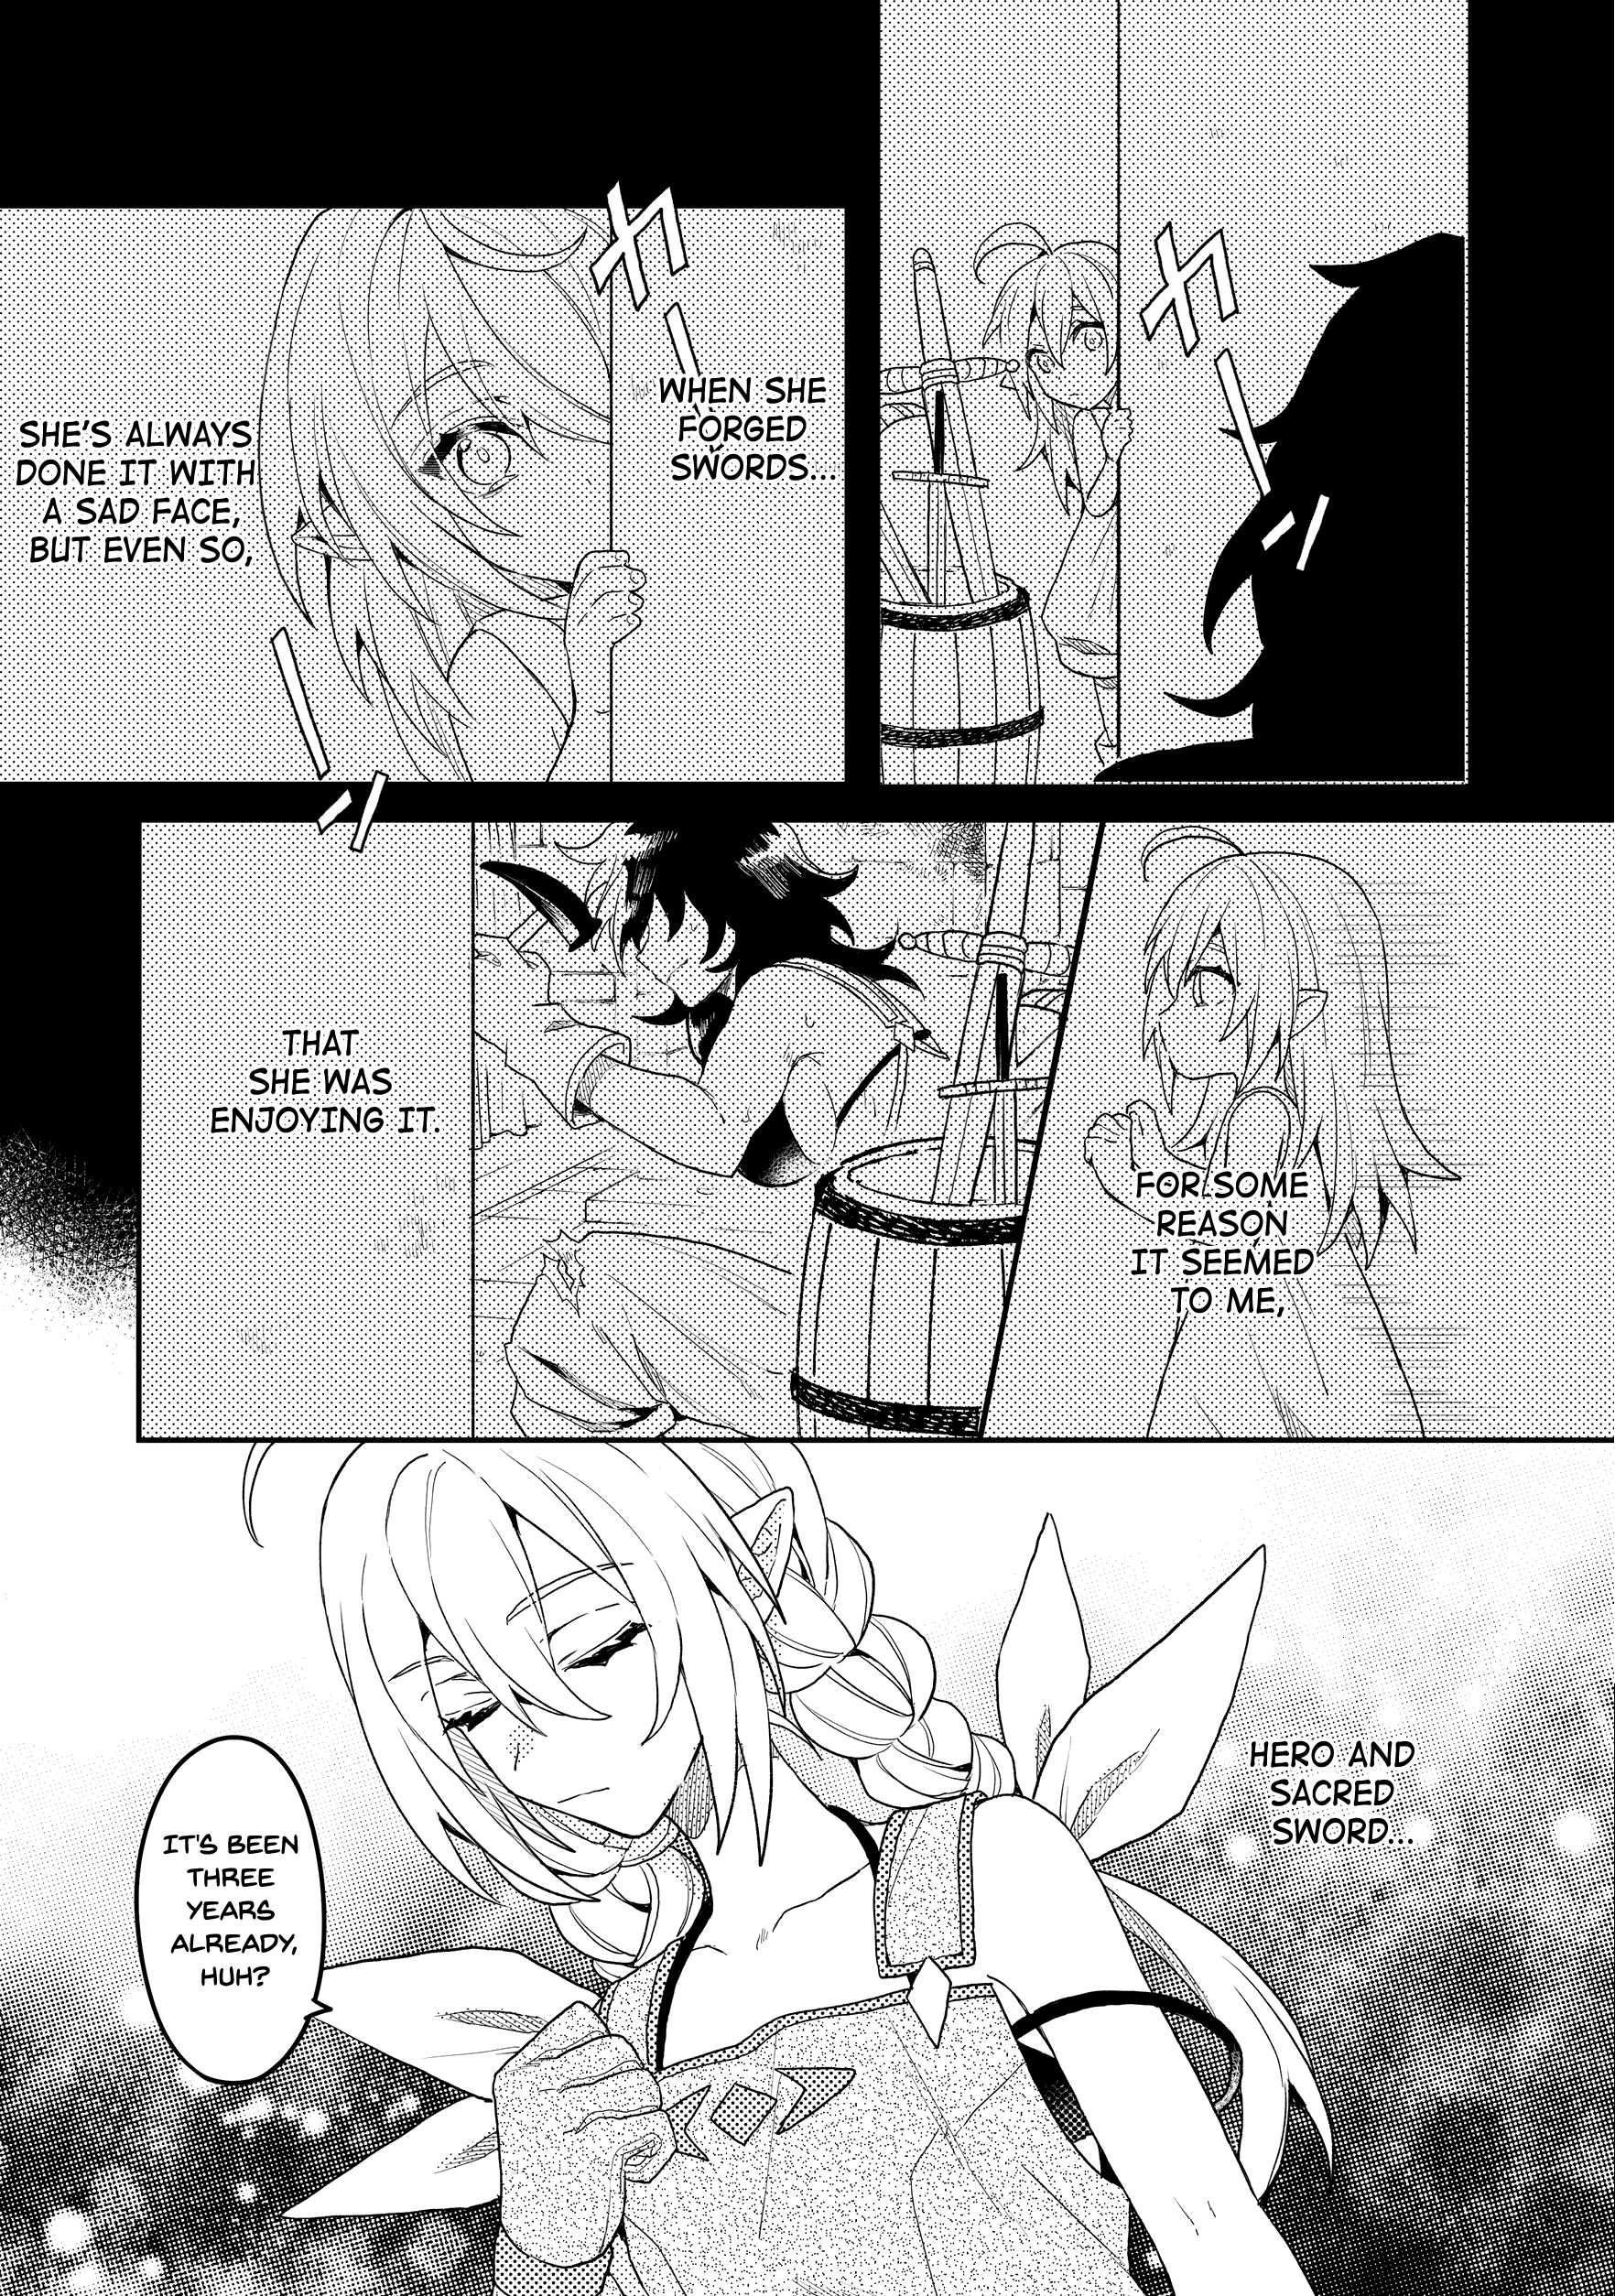 カーン
カーン
WHEN SHE
FORGED
SWORDS...
SHE'S ALWAYS
DONE IT WITH
A SAD FACE,
BUT EVEN SO,
FOR SOME
REASON
IT SEEMED
TO ME,
THAT
SHE WAS
ENJOYING IT.
HERO AND
SACRED
SWORD...
IT'S BEEN
THREE
YEARS
ALREADY,
HUH?